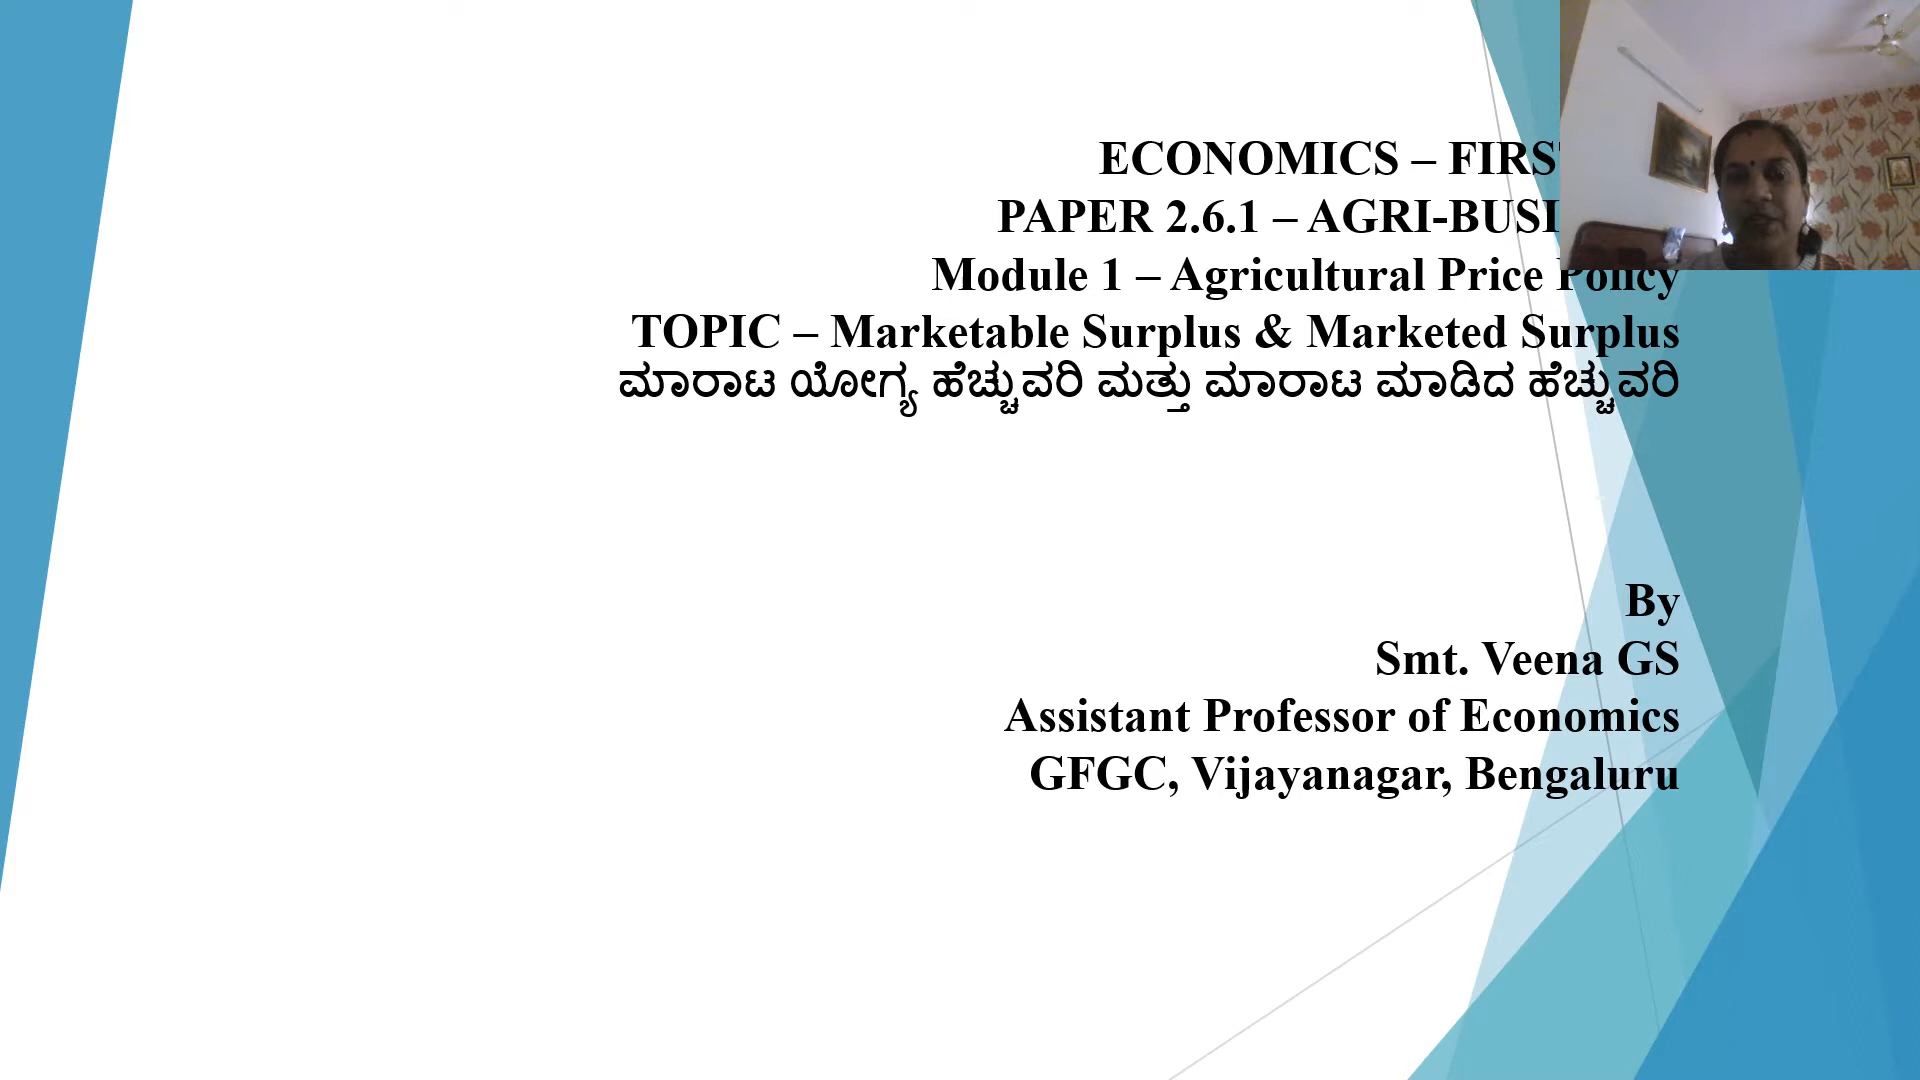 ECONOMICS – FIRS
PAPER 2.6.1 – AGRI-BUSI
Module 1 – Agricultural Price Policy
TOPIC – Marketable Surplus & Marketed Surplus
ಮಾರಾಟ ಯೋಗ್ಯ ಹೆಚ್ಚುವರಿ ಮತ್ತು ಮಾರಾಟ ಮಾಡಿದ ಹೆಚ್ಚುವರಿ
By
Smt. Veena GS
Assistant Professor of Economics
GFGC, Vijayanagar, Bengaluru